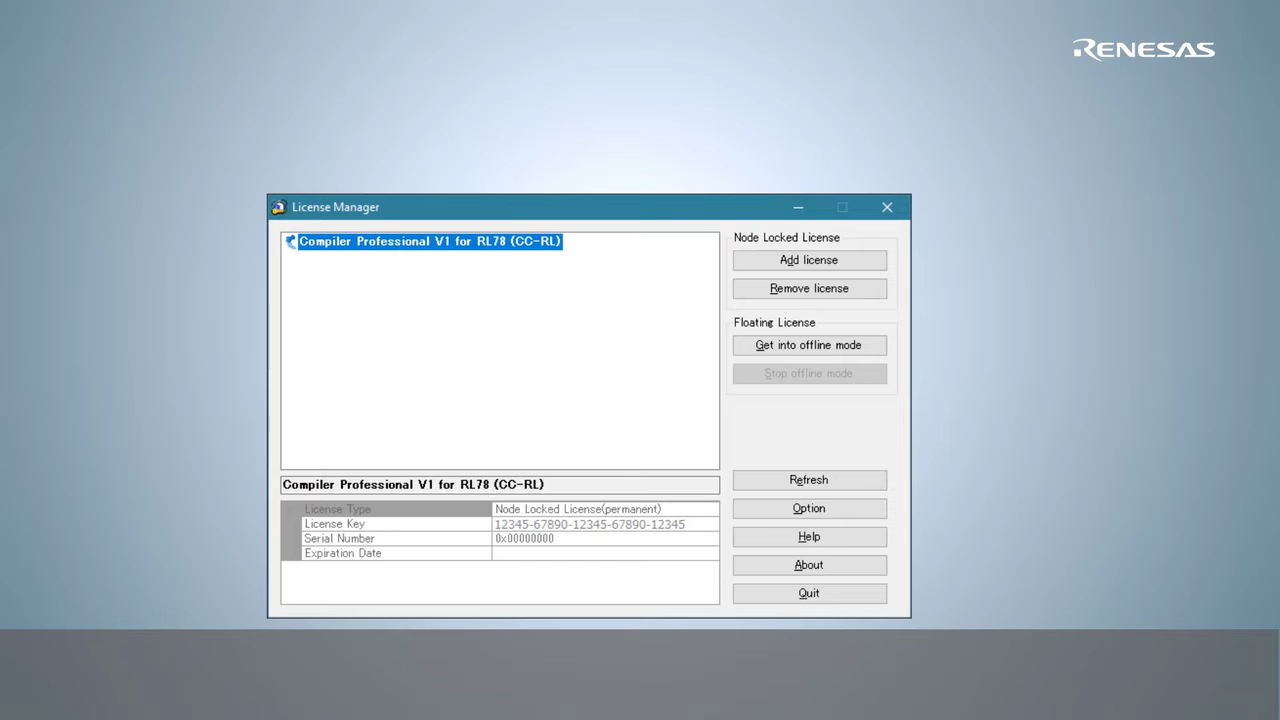 RENESAS
License Manager
Compiler Professional V1 for RL78 (CC-RL)
Node Locked License
Add license
Remove license
Floating License
Get into offline mode
Stop offline mode
Compiler Professional V1 for RL78 (CC-RL)
License Type Node Locked License(permanent)
License Key 12345-67890-12345-67890-12345
Serial Number 0x00000000
Expiration Date
Refresh
Option
Help
About
Quit